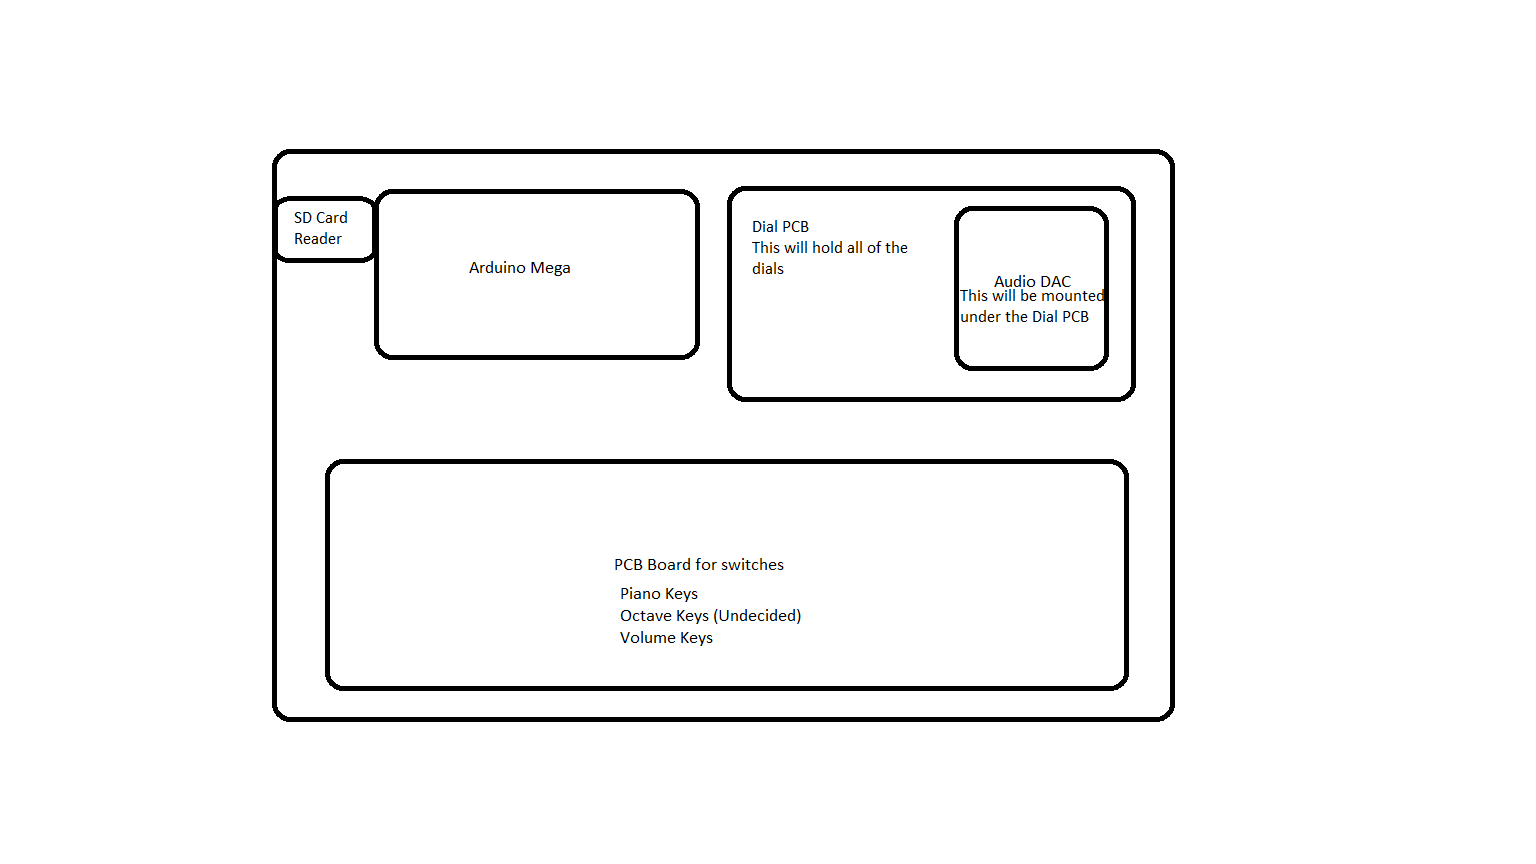 SD Card
Reader
Arduino Mega
Dial PCB
This will hold all of the
dials
Audio DAC
This will be mounted
under the Dial PCB
PCB Board for switches
Piano Keys
Octave Keys (Undecided)
Volume Keys